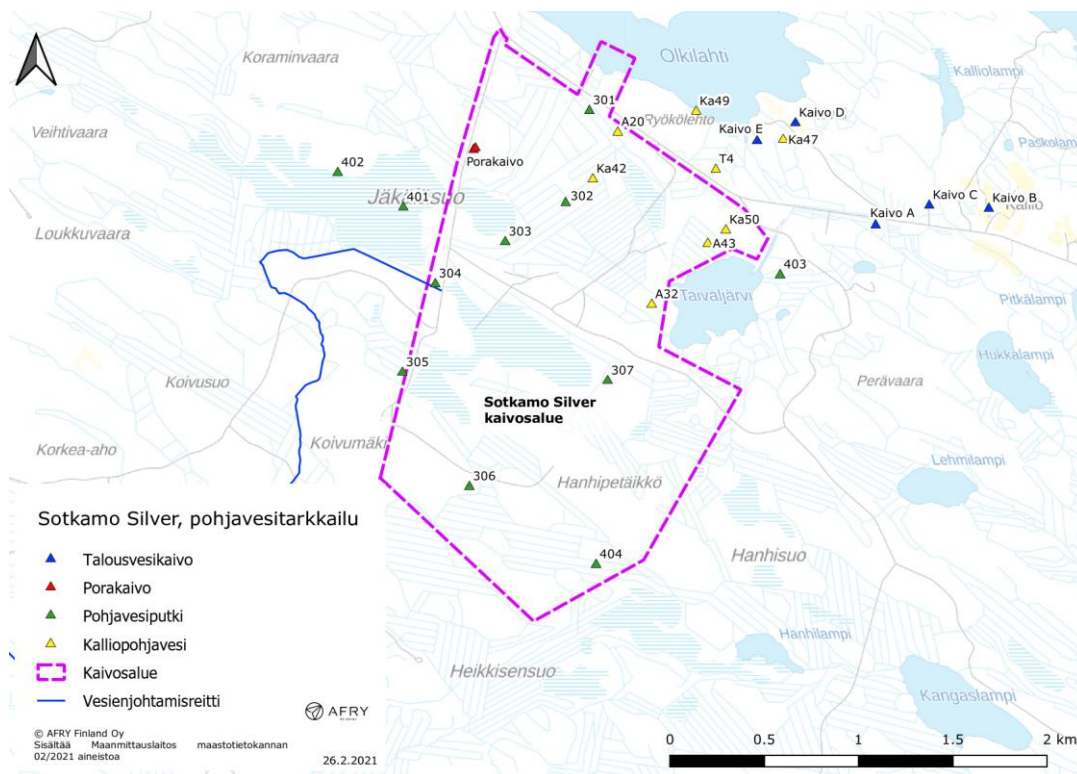 Olkilahti
Koraminvaara
Kalliolampi
301
Ka49
Kaivo D
A20
Ryökölehto
Kaivo E
Ka47
Veihtivaara
Porakaivo
402
T4
Ka42
Jäkäläsuo
401
302
Kaivo C
Kaivo B
Kallio
Kaivo A
Loukkuvaara
303
Ka50
A43
403
304
Taivaljärvi
A32
Pitkälampi
305
307
Hukkalampi
Koivusuo
Perävaara
Sotkamo Silver
kaivosalue
Koivumäki
Korkea-aho
Lehmilampi
306
Hanhipetäikkö
404
Hanhisuo
Hanhilampi
Heikkisensuo
Kangaslampi
Sotkamo Silver, pohjavesitarkkailu
Talousvesikaivo
Porakaivo
Pohjavesiputki
Kalliopohjavesi
Kaivosalue
Vesienjohtamisreitti
AFRY
© AFRY Finland Oy
Sisältää Maanmittauslaitos maastotietokannan
02/2021 aineistoa
26.2.2021
0 0.5 1 1.5 2 km